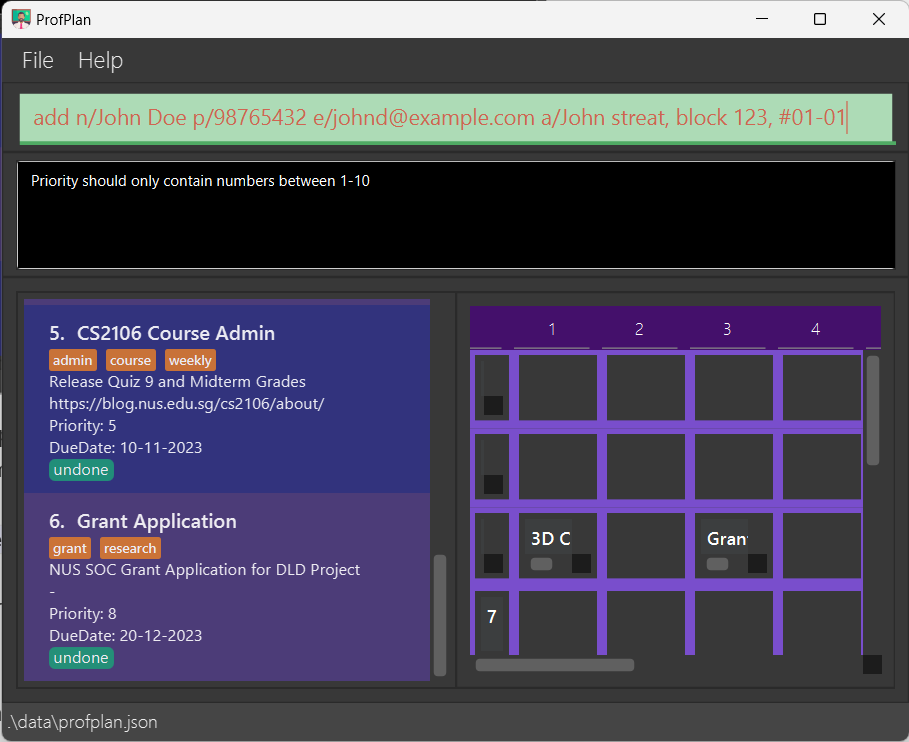 ProfPlan
File Help
add n/John Doe p/98765432 e/johnd@example.com a/John streat, block 123, #01-01
Priority should only contain numbers between 1-10
5. CS2106 Course Admin
admin course weekly
Release Quiz 9 and Midterm Grades
https://blog.nus.edu.sg/cs2106/about/
Priority: 5
DueDate: 10-11-2023
undone
6. Grant Application
grant research
NUS SOC Grant Application for DLD Project
-
Priority: 8
DueDate: 20-12-2023
undone
1 2 3 4
3D C Gran
7
.\data\profplan.json